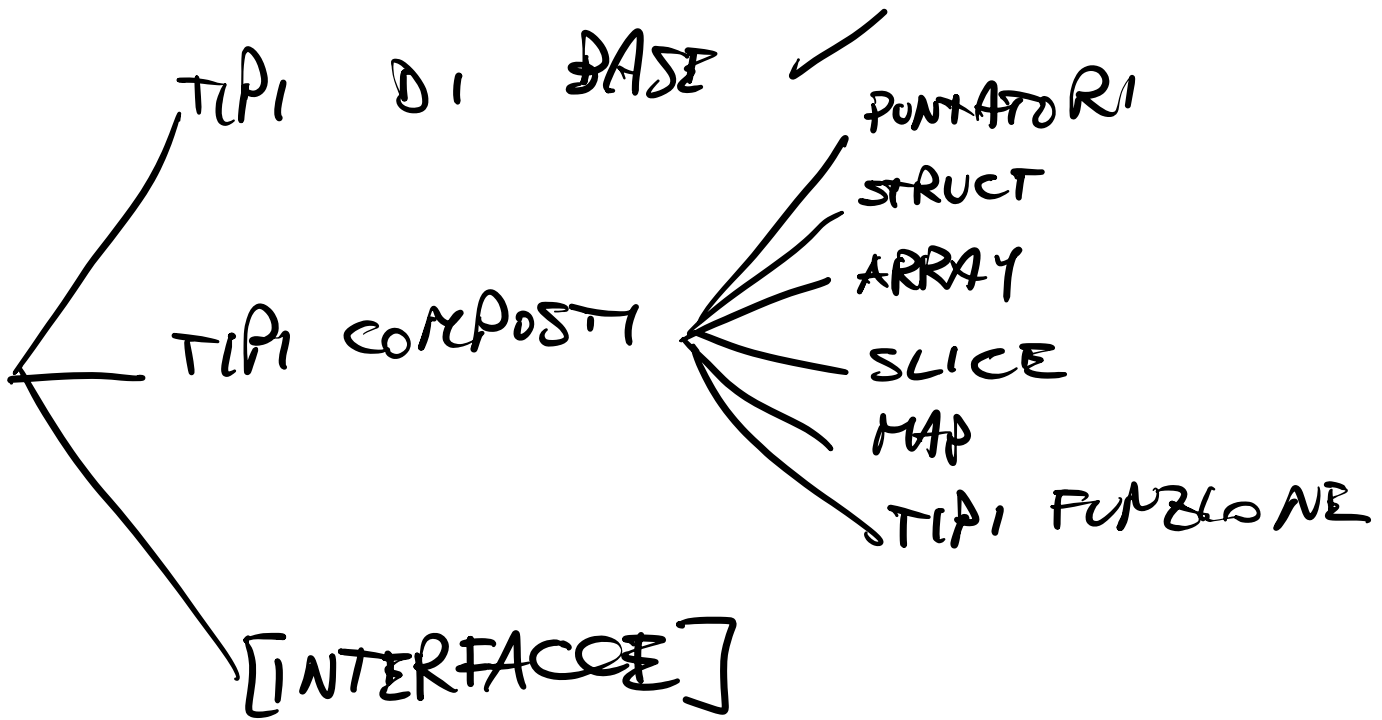 TIPI DI BASE ✓
PUNTATORI
STRUCT
ARRAY
TIPI COMPOSTI
SLICE
MAP
TIPI FUNZIONE
[INTERFACCE]